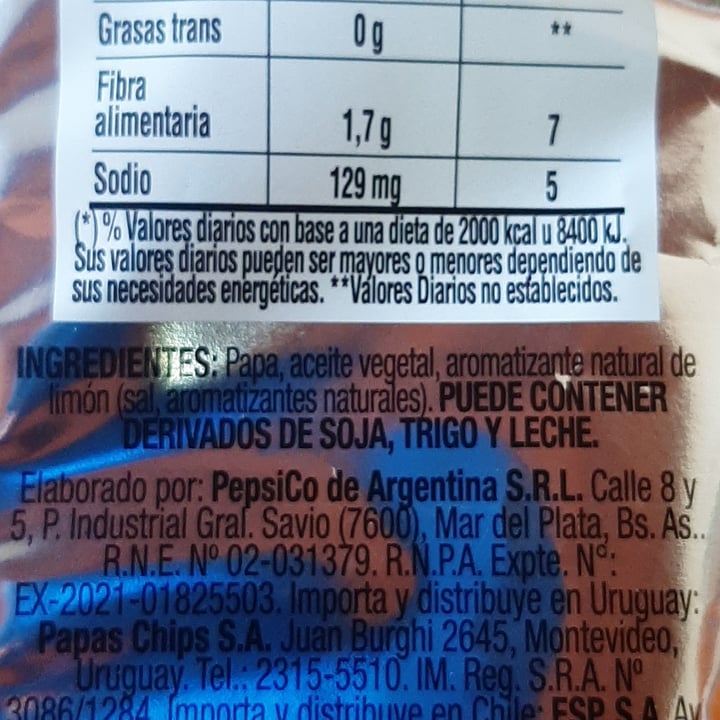 Grasas trans 0 g **
Fibra
alimentaria 1,7 g 7
Sodio 129 mg 5
(*) % Valores diarios con base a una dieta de 2000 kcal u 8400 kJ.
Sus valores diarios pueden ser mayores o menores dependiendo de
sus necesidades energéticas. **Valores Diarios no establecidos.
INGREDIENTES: Papa, aceite vegetal, aromatizante natural de
limón (sal, aromatizantes naturales). PUEDE CONTENER
DERIVADOS DE SOJA, TRIGO Y LECHE.
Elaborado por: PepsiCo de Argentina S.R.L. Calle 8 y
5, P. Industrial Gral. Savio (7600), Mar del Plata, Bs. As..
R.N.E. Nº 02-031379. R.N.P.A. Expte. Nº:
EX-2021-01825503. Importa y distribuye en Uruguay:
Papas Chips S.A. Juan Burghi 2645, Montevideo,
Uruguay. Tel.: 2315-5510. IM. Reg. S.R.A. Nº
3086/1284. Importa y distribuye en Chile: ESP S.A. Av